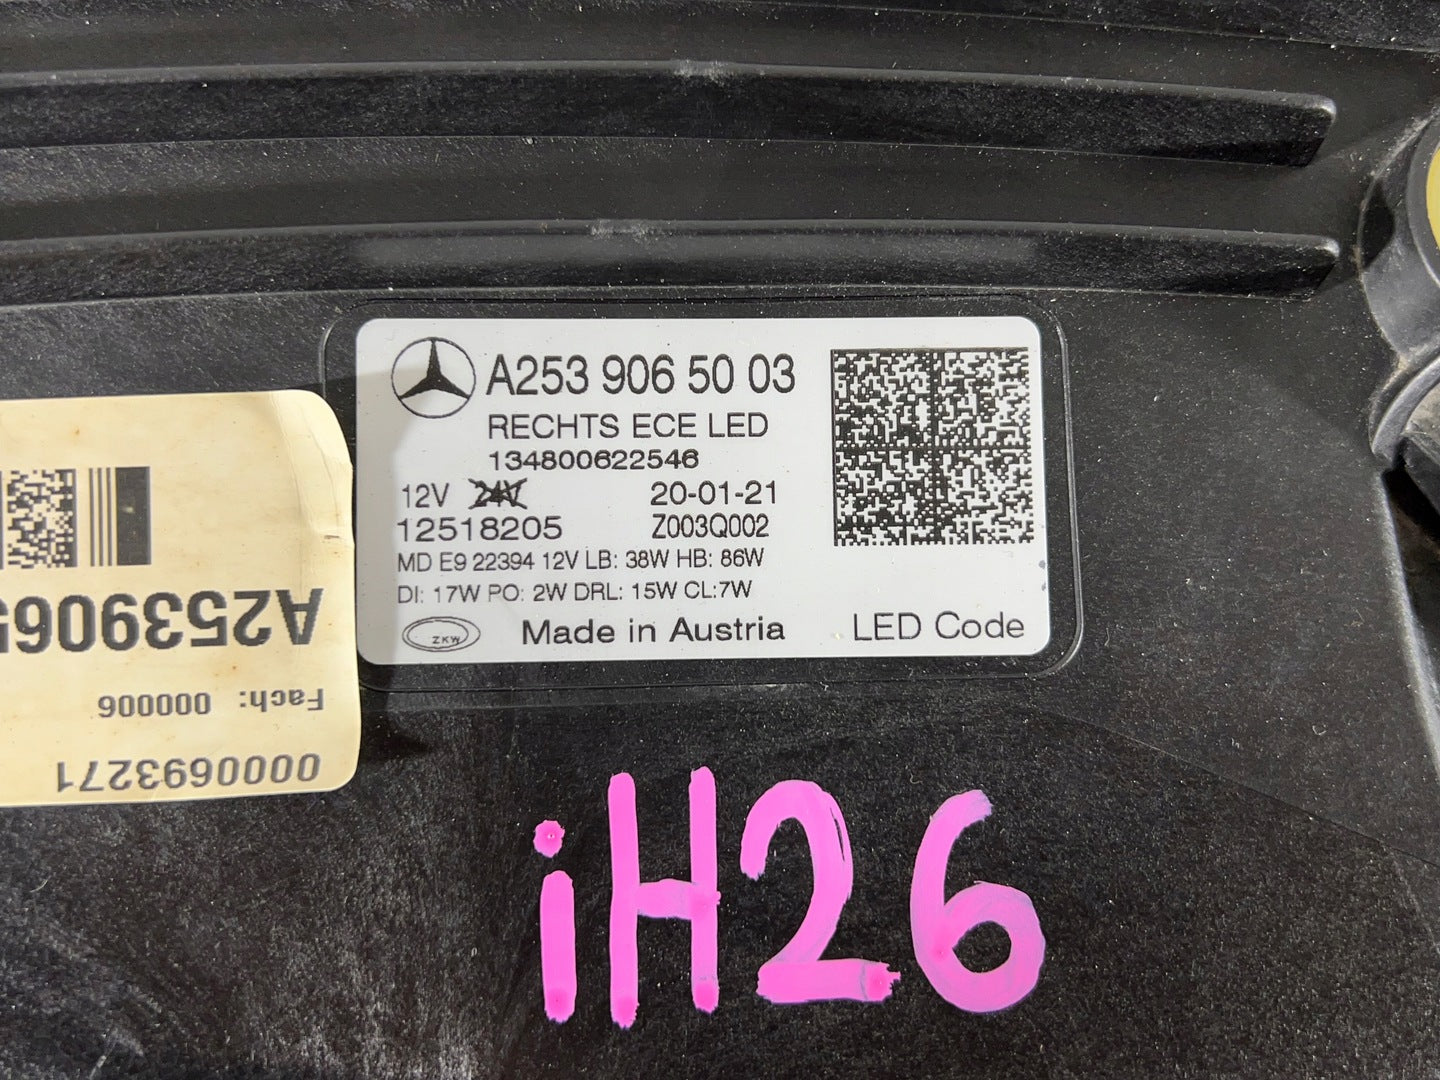 A253 906 50 03
RECHTS ECE LED
134800622546
12V 24V 20-01-21
12518205 Z003Q002
MD E9 22394 12V LB: 38W HB: 86W
DI: 17W PO: 2W DRL: 15W CL:7W
ZKW Made in Austria LED Code
A253906
Fach: 000006
0000693271
iH26